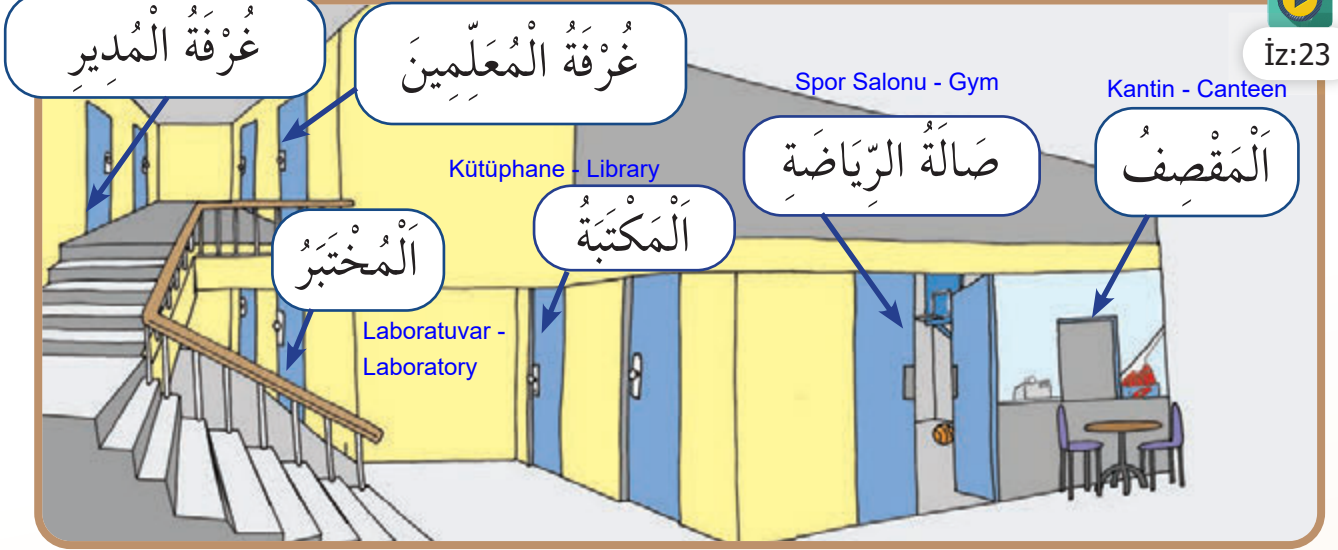 غُرْفَةُ الْمُدِيرِ
غُرْفَةُ الْمُعَلِّمِينَ
İz:23
Spor Salonu - Gym
Kantin - Canteen
صَالَةُ الرِّيَاضَةِ
اَلْمَقْصِفُ
Kütüphane - Library
اَلْمَكْتَبَةُ
اَلْمُخْتَبَرُ
Laboratuvar -
Laboratory